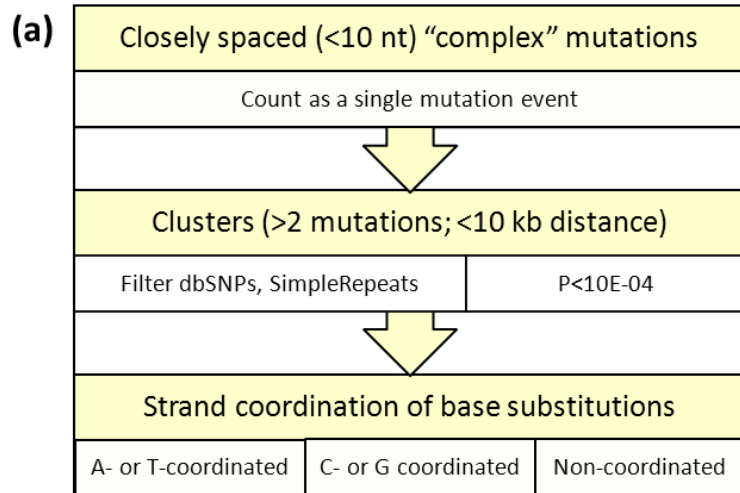 (a)
Closely spaced (<10 nt) “complex” mutations
Count as a single mutation event
Clusters (>2 mutations; <10 kb distance)
Filter dbSNPs, SimpleRepeats
P<10E-04
Strand coordination of base substitutions
A- or T-coordinated
C- or G coordinated
Non-coordinated